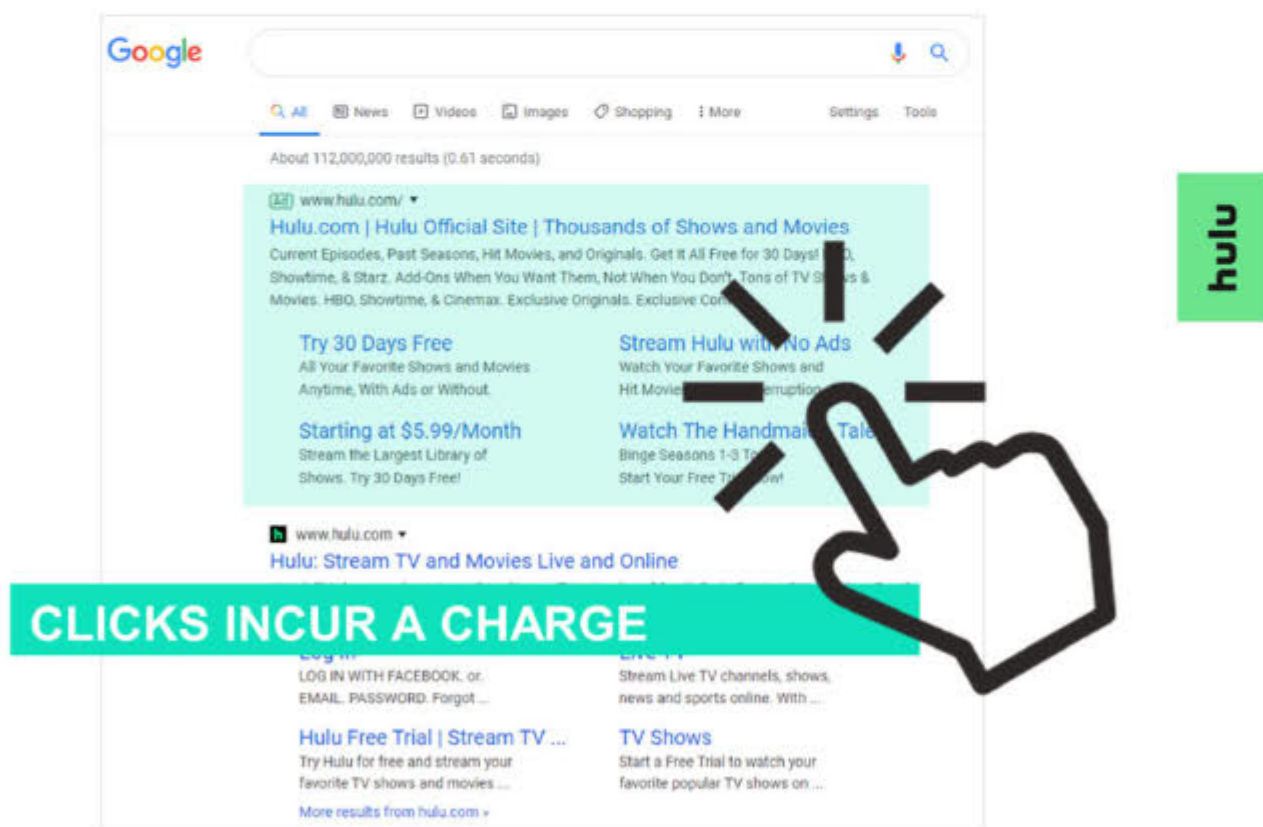 Google
All News Videos Images Shopping More Settings Tools
About 112,000,000 results (0.61 seconds)
Ad www.hulu.com/
Hulu.com | Hulu Official Site | Thousands of Shows and Movies
Current Episodes, Past Seasons, Hit Movies, and Originals. Get It All Free for 30 Days!
Showtime, & Starz. Add-Ons When You Want Them, Not When You Don't. Tons of TV &
Movies. HBO, Showtime, & Cinemax. Exclusive Originals. Exclusive
Try 30 Days Free
All Your Favorite Shows and Movies
Anytime, With Ads or Without.
Stream Hulu with No Ads
Watch Your Favorite Shows and
Hit
Starting at $5.99/Month
Stream the Largest Library of
Shows. Try 30 Days Free!
Watch The Tale
Binge Seasons 1-3
Start Your Free
www.hulu.com
Hulu: Stream TV and Movies Live and Online
CLICKS INCUR A CHARGE
LOG IN WITH FACEBOOK. or.
EMAIL. PASSWORD. Forgot ...
Stream Live TV channels, shows,
news and sports online. With ...
Hulu Free Trial | Stream TV ...
Try Hulu for free and stream your
favorite TV shows and movies ...
TV Shows
Start a Free Trial to watch your
favorite popular TV shows on ...
More results from hulu.com »
hulu